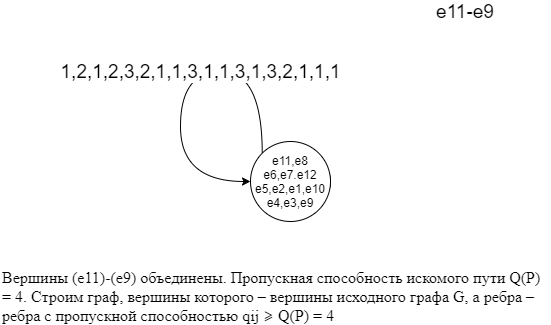 e11-e9
1,2,1,2,3,2,1,1,3,1,1,3,1,3,2,1,1,1
e11,e8
e6,e7.e12
e5,e2,e1,e10
e4,e3,e9
Вершины (e11)-(e9) объединены. Пропускная способность искомого пути Q(P)
= 4. Строим граф, вершины которого – вершины исходного графа G, а ребра –
ребра с пропускной способностью qij ⩾ Q(P) = 4